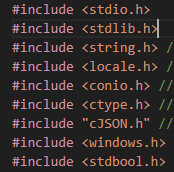 #include <stdio.h>
#include <stdlib.h>
#include <string.h> /
#include <locale.h> //
#include <conio.h> //
#include <ctype.h> //
#include "cJSON.h" //
#include <windows.h>
#include <stdbool.h>